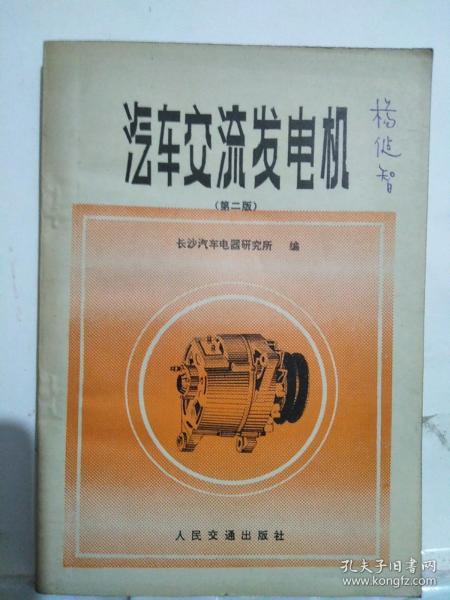 汽车交流发电机
(第二版)
长沙汽车电器研究所 编
人民交通出版社
孔夫子旧书网
www.kongfz.com